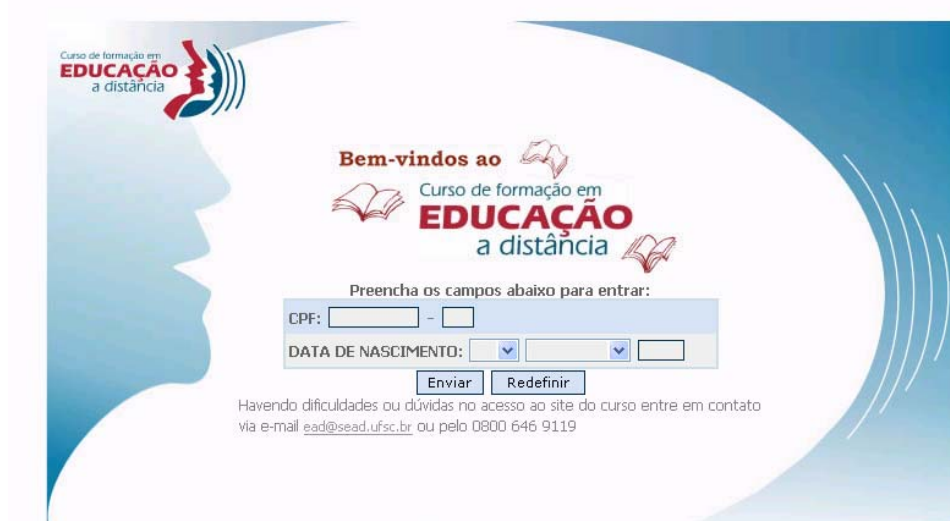 Curso de formação em
EDUCAÇÃO
a distância
Bem-vindos ao
Curso de formação em
EDUCAÇÃO
a distância
Preencha os campos abaixo para entrar:
CPF: -
DATA DE NASCIMENTO:
Enviar Redefinir
Havendo dificuldades ou dúvidas no acesso ao site do curso entre em contato
via e-mail ead@sead.ufsc.br ou pelo 0800 646 9119